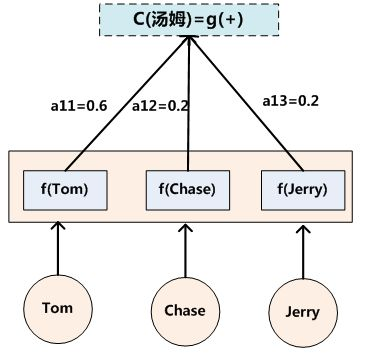 C(汤姆)=g(+)
a11=0.6
a12=0.2
a13=0.2
f(Tom)
f(Chase)
f(Jerry)
Tom
Chase
Jerry